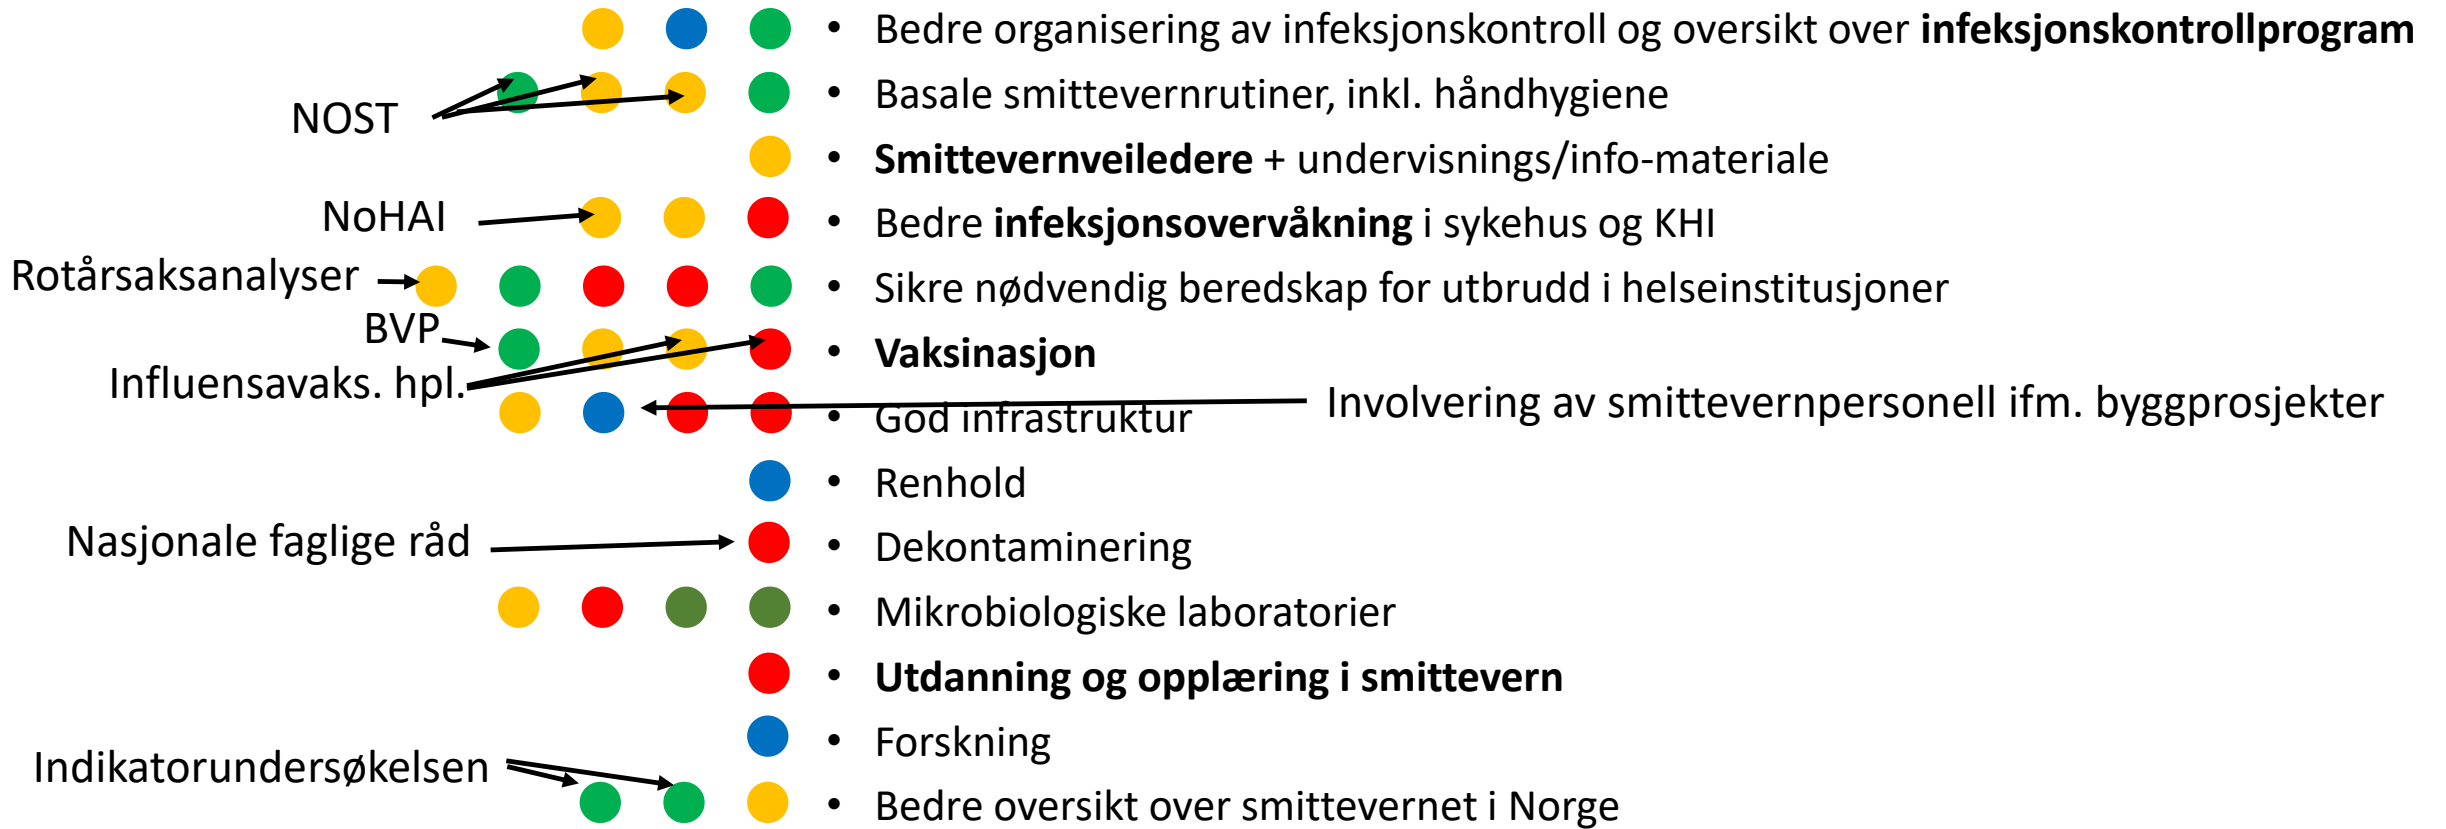 • Bedre organisering av infeksjonskontroll og oversikt over infeksjonskontrollprogram
NOST
• Basale smittevernrutiner, inkl. håndhygiene
• Smittevernveiledere + undervisnings/info-materiale
NoHAI
• Bedre infeksjonsovervåkning i sykehus og KHI
Rotårsaksanalyser
• Sikre nødvendig beredskap for utbrudd i helseinstitusjoner
BVP
• Vaksinasjon
Influensavaks. hpl.
Involvering av smittevernpersonell ifm. byggprosjekter
• God infrastruktur
• Renhold
Nasjonale faglige råd
• Dekontaminering
• Mikrobiologiske laboratorier
• Utdanning og opplæring i smittevern
• Forskning
Indikatorundersøkelsen
• Bedre oversikt over smittevernet i Norge